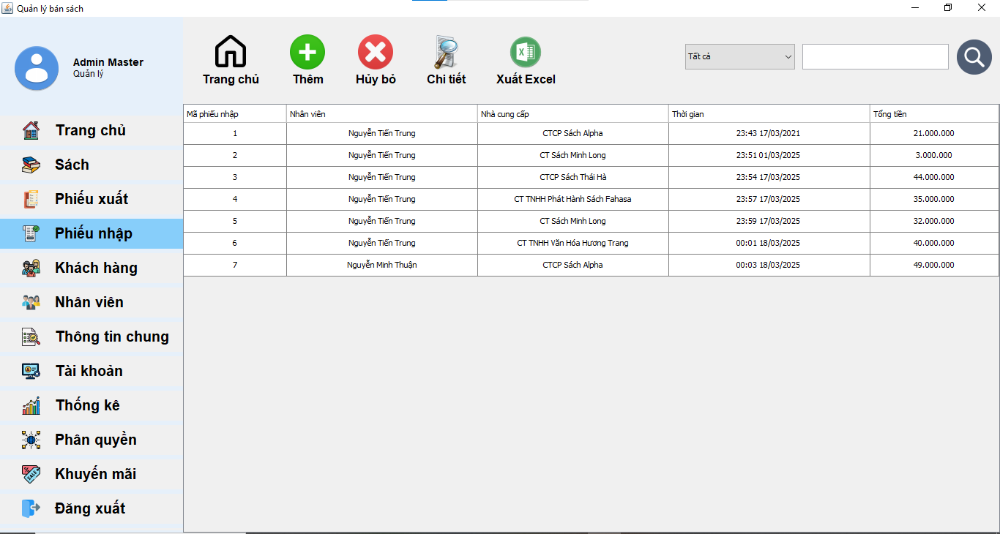 Quản lý bán sách
Admin Master
Quản lý
Trang chủ
Thêm
Hủy bỏ
Chi tiết
Xuất Excel
Tất cả
Trang chủ
Sách
Phiếu xuất
Phiếu nhập
Khách hàng
Nhân viên
Thông tin chung
Tài khoản
Thống kê
Phân quyền
Khuyến mãi
Đăng xuất
Mã phiếu nhập Nhân viên Nhà cung cấp Thời gian Tổng tiền
1 Nguyễn Tiến Trung CTCP Sách Alpha 23:43 17/03/2021 21.000.000
2 Nguyễn Tiến Trung CT Sách Minh Long 23:51 01/03/2025 3.000.000
3 Nguyễn Tiến Trung CTCP Sách Thái Hà 23:54 17/03/2025 44.000.000
4 Nguyễn Tiến Trung CT TNHH Phát Hành Sách Fahasa 23:57 17/03/2025 35.000.000
5 Nguyễn Tiến Trung CT Sách Minh Long 23:59 17/03/2025 32.000.000
6 Nguyễn Tiến Trung CT TNHH Văn Hóa Hương Trang 00:01 18/03/2025 40.000.000
7 Nguyễn Minh Thuận CTCP Sách Alpha 00:03 18/03/2025 49.000.000